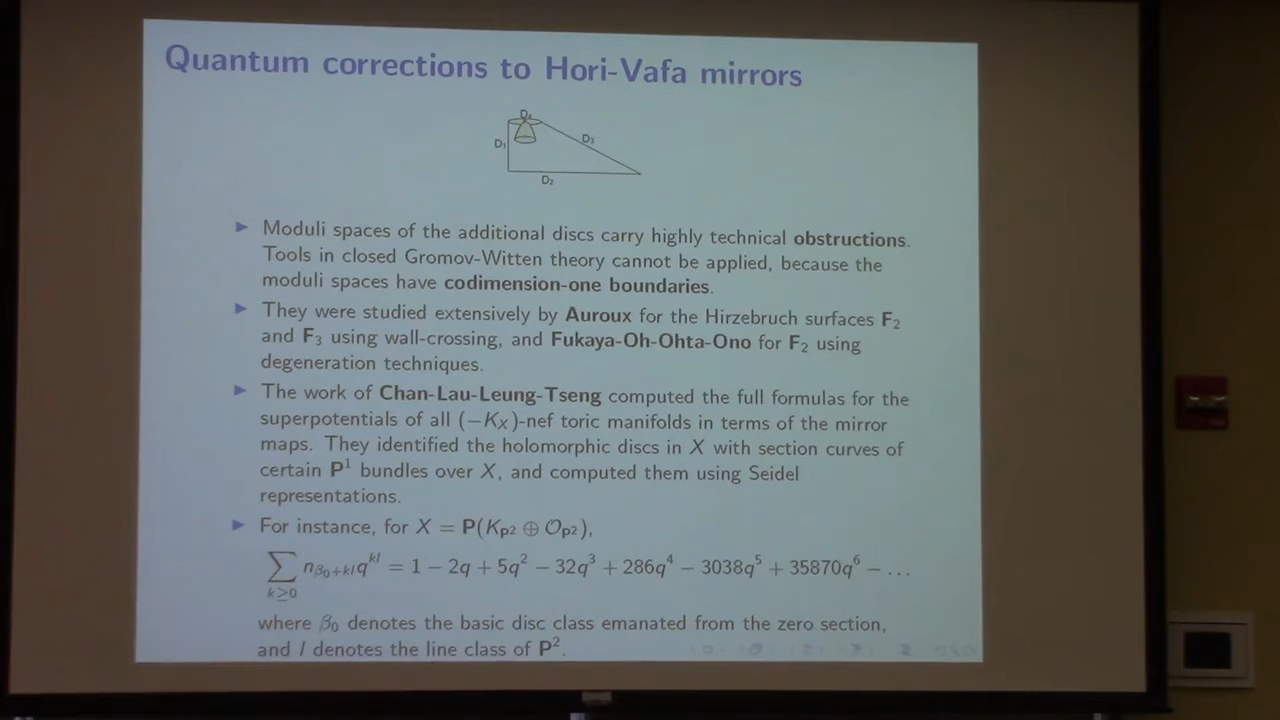 Quantum corrections to Hori-Vafa mirrors
D₄
D₁
D₃
D₂
▶ Moduli spaces of the additional discs carry highly technical obstructions.
Tools in closed Gromov-Witten theory cannot be applied, because the
moduli spaces have codimension-one boundaries.
▶ They were studied extensively by Auroux for the Hirzebruch surfaces F₂
and F₃ using wall-crossing, and Fukaya-Oh-Ohta-Ono for F₂ using
degeneration techniques.
▶ The work of Chan-Lau-Leung-Tseng computed the full formulas for the
superpotentials of all (−K_X)-nef toric manifolds in terms of the mirror
maps. They identified the holomorphic discs in X with section curves of
certain P¹ bundles over X, and computed them using Seidel
representations.
▶ For instance, for X = P(K_P² ⊕ O_P²),
∑_{k≥0} n_{β₀+kl} q^{kl} = 1 − 2q + 5q² − 32q³ + 286q⁴ − 3038q⁵ + 35870q⁶ − …
where β₀ denotes the basic disc class emanated from the zero section,
and l denotes the line class of P².